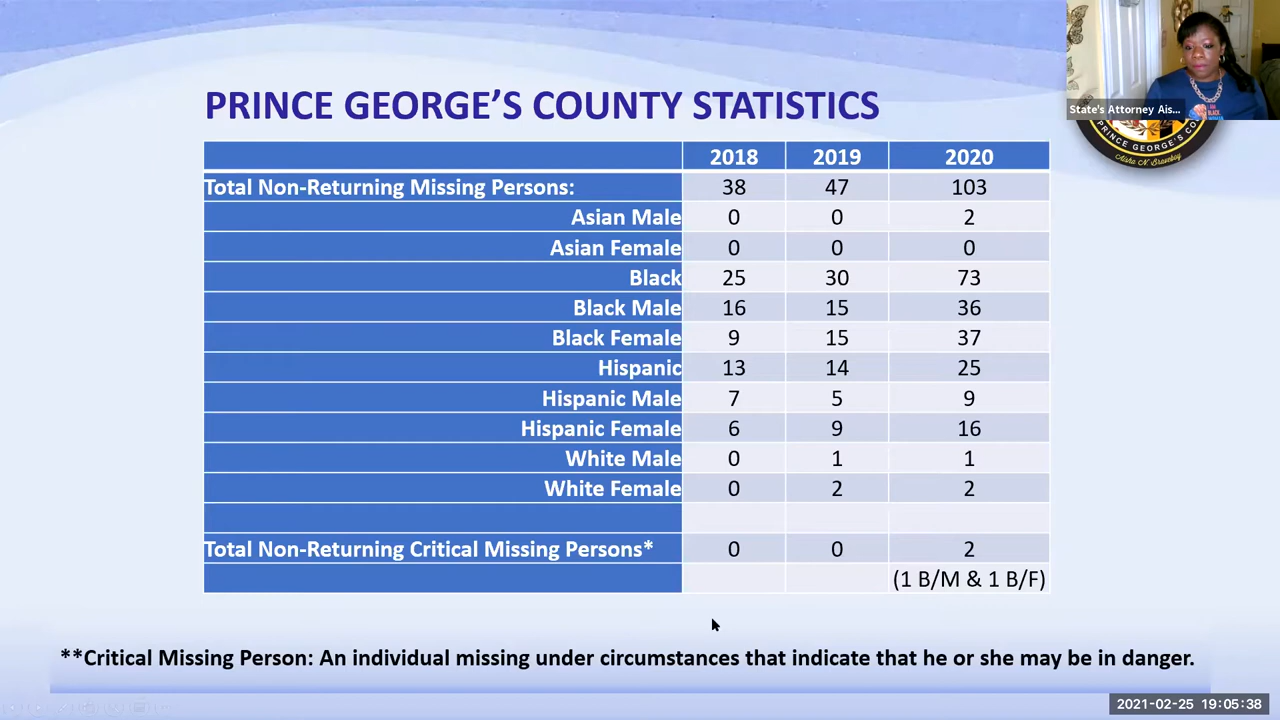 State's Attorney Ais...
PRINCE GEORGE'S CO
Aisha N Braveboy
PRINCE GEORGE'S COUNTY STATISTICS
2018 2019 2020
Total Non-Returning Missing Persons: 38 47 103
Asian Male 0 0 2
Asian Female 0 0 0
Black 25 30 73
Black Male 16 15 36
Black Female 9 15 37
Hispanic 13 14 25
Hispanic Male 7 5 9
Hispanic Female 6 9 16
White Male 0 1 1
White Female 0 2 2
Total Non-Returning Critical Missing Persons* 0 0 2
(1 B/M & 1 B/F)
**Critical Missing Person: An individual missing under circumstances that indicate that he or she may be in danger.
2021-02-25 19:05:38